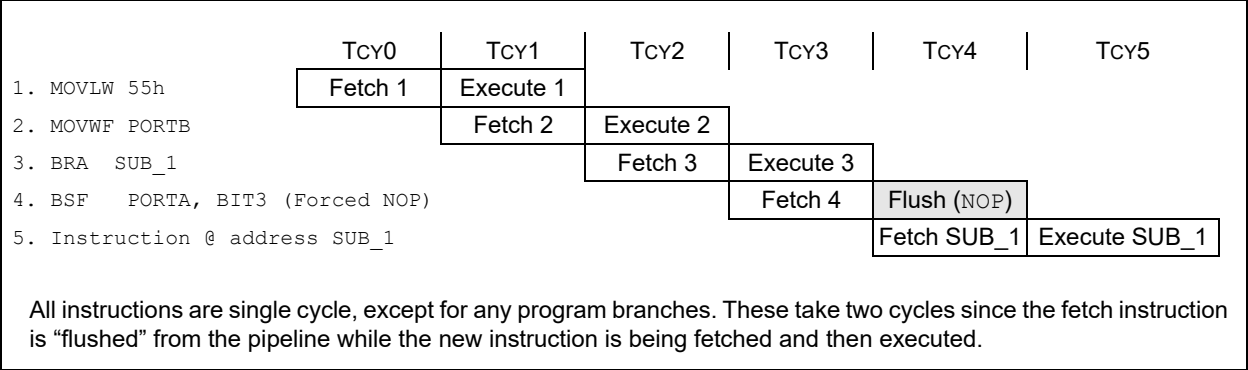 TCY0 TCY1 TCY2 TCY3 TCY4 TCY5
1. MOVLW 55h Fetch 1 Execute 1
2. MOVWF PORTB Fetch 2 Execute 2
3. BRA SUB_1 Fetch 3 Execute 3
4. BSF PORTA, BIT3 (Forced NOP) Fetch 4 Flush (NOP)
5. Instruction @ address SUB_1 Fetch SUB_1 Execute SUB_1
All instructions are single cycle, except for any program branches. These take two cycles since the fetch instruction
is “flushed” from the pipeline while the new instruction is being fetched and then executed.